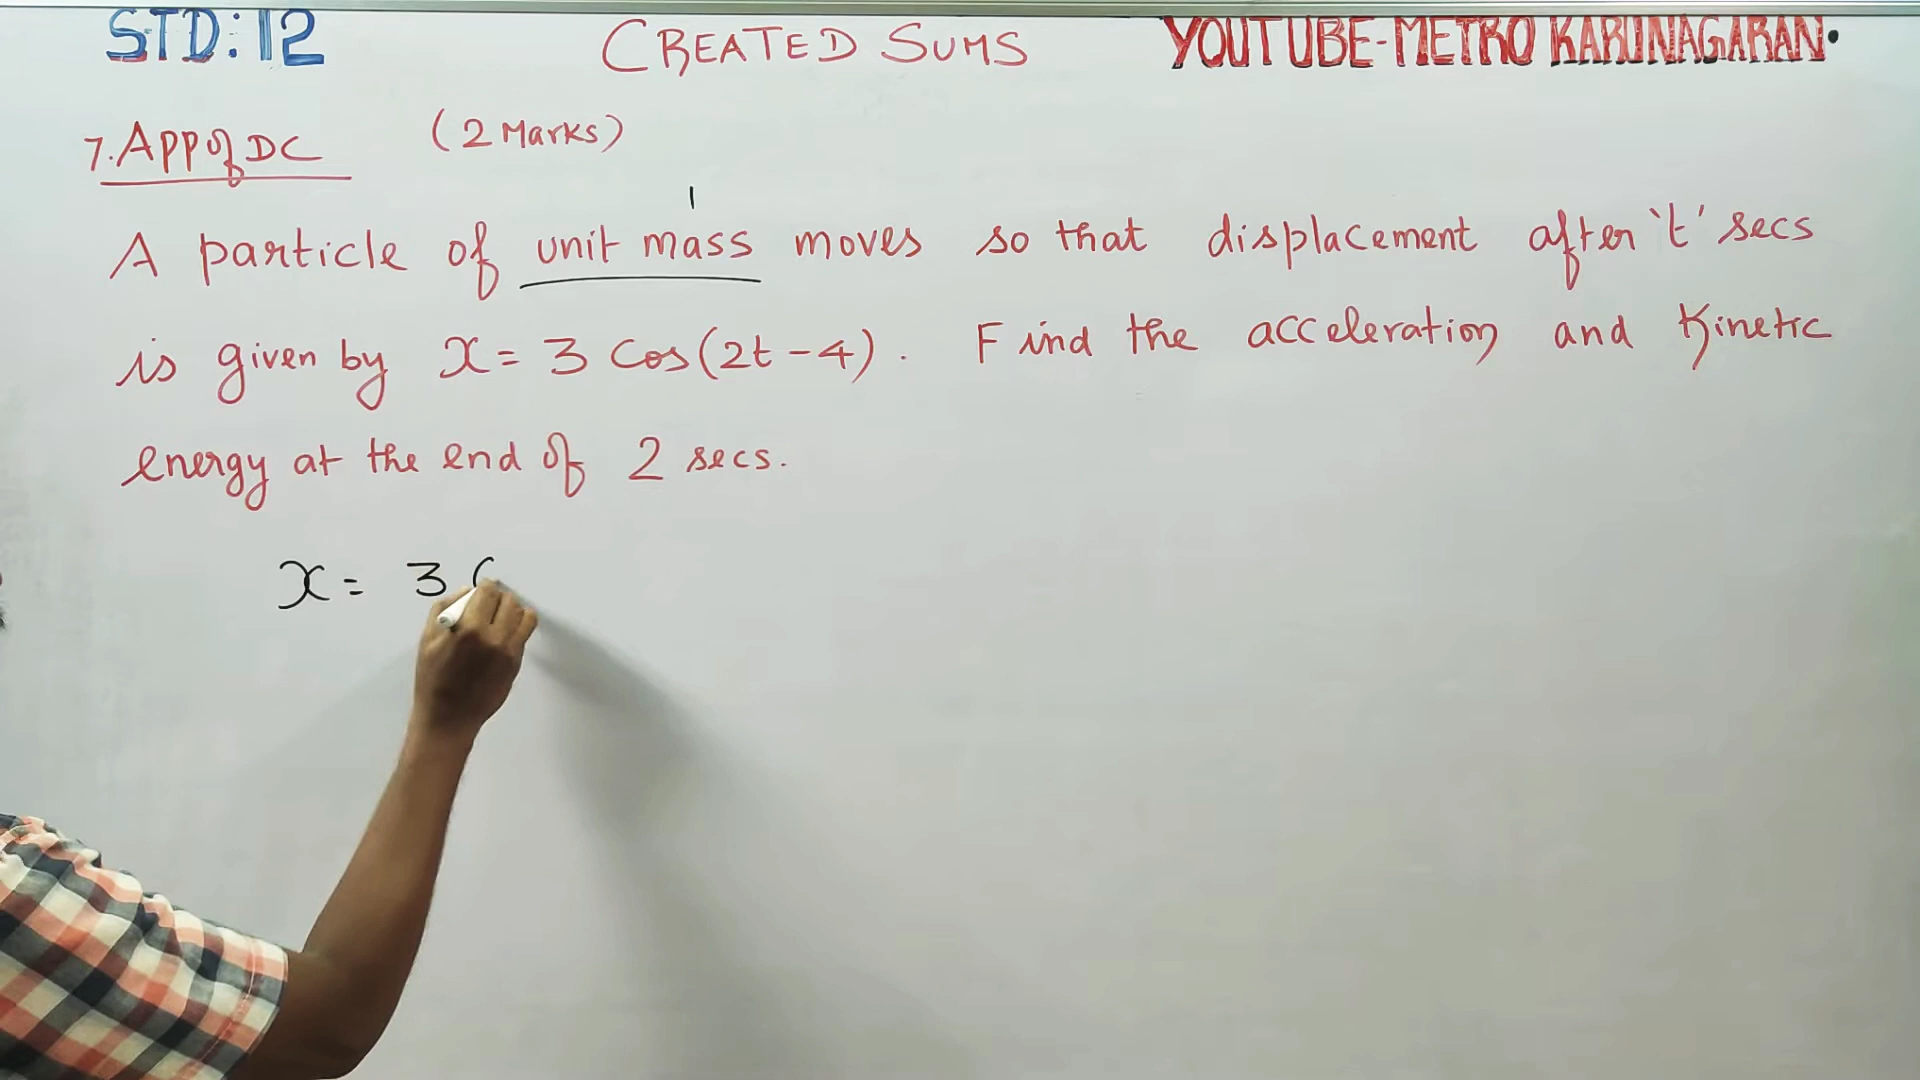 STD: 12 CREATED SUMS YOUTUBE-METRO KARUNAGARAN.
7. APP of DC (2 Marks)
1
A particle of unit mass moves so that displacement after 't' secs
is given by x = 3 Cos(2t - 4). Find the acceleration and Kinetic
energy at the end of 2 secs.
x = 3 C